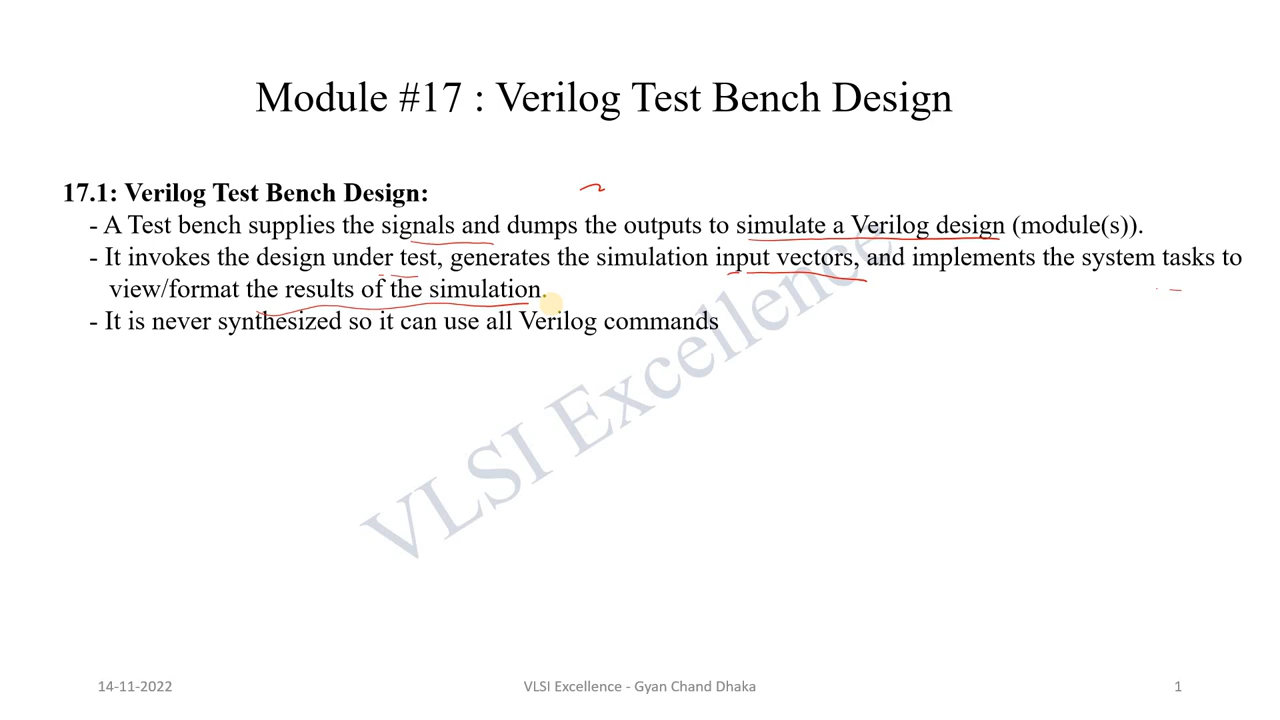 Module #17 : Verilog Test Bench Design
17.1: Verilog Test Bench Design:
- A Test bench supplies the signals and dumps the outputs to simulate a Verilog design (module(s)).
- It invokes the design under test, generates the simulation input vectors, and implements the system tasks to
view/format the results of the simulation.
- It is never synthesized so it can use all Verilog commands
VLSI Excellence
14-11-2022
VLSI Excellence - Gyan Chand Dhaka
1